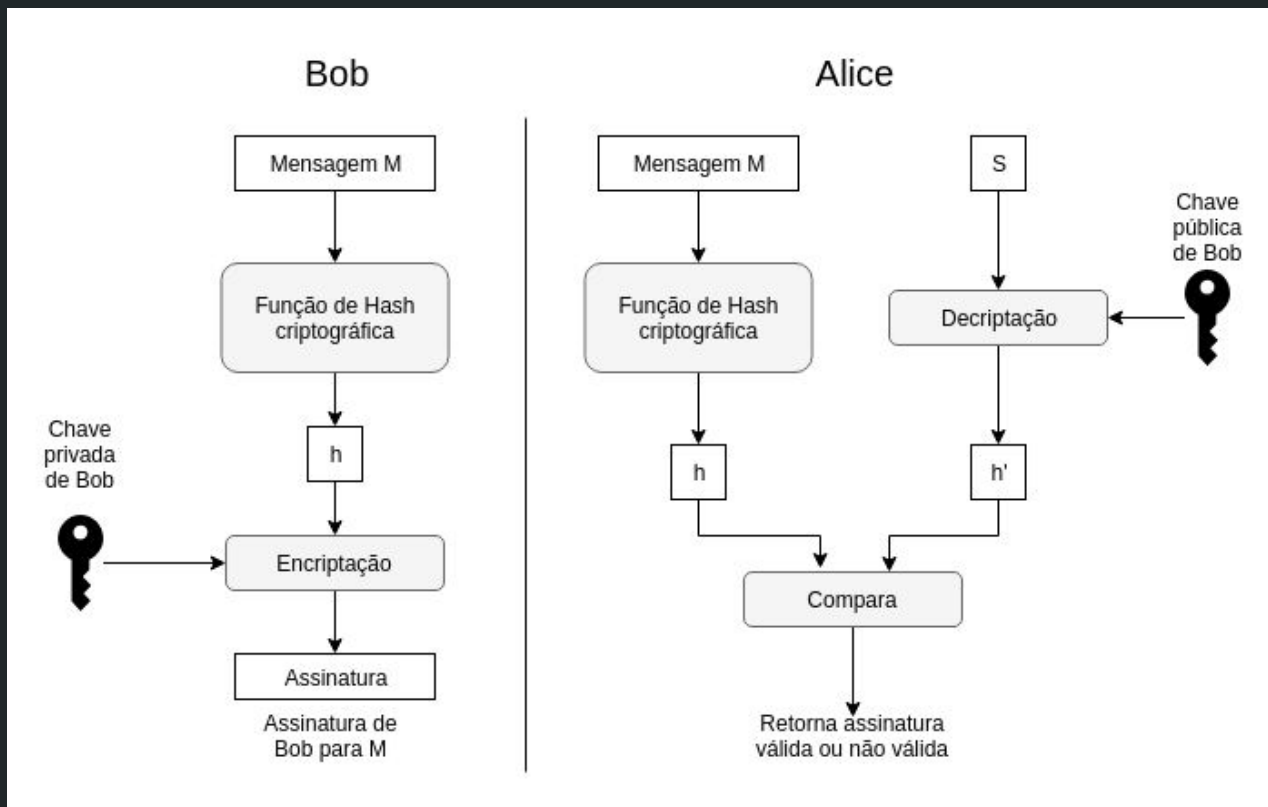 Bob
Mensagem M
Função de Hash
criptográfica
h
Chave
privada
de Bob
Encriptação
Assinatura
Assinatura de
Bob para M
Alice
Mensagem M
S
Chave
pública
de Bob
Função de Hash
criptográfica
Decriptação
h
h'
Compara
Retorna assinatura
válida ou não válida